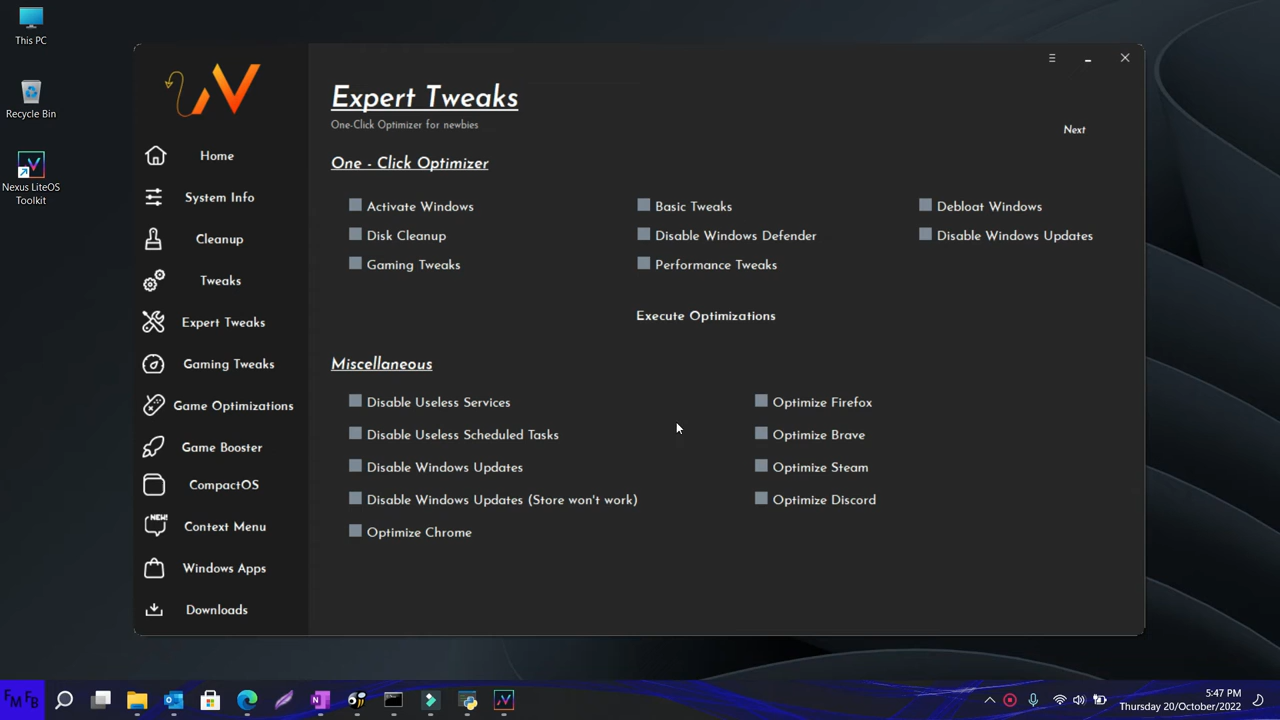 This PC
Recycle Bin
Nexus LiteOS
Toolkit
Home
System Info
Cleanup
Tweaks
Expert Tweaks
Gaming Tweaks
Game Optimizations
Game Booster
CompactOS
NEW!
Context Menu
Windows Apps
Downloads
Expert Tweaks
One-Click Optimizer for newbies
Next
One - Click Optimizer
Activate Windows
Basic Tweaks
Debloat Windows
Disk Cleanup
Disable Windows Defender
Disable Windows Updates
Gaming Tweaks
Performance Tweaks
Execute Optimizations
Miscellaneous
Disable Useless Services
Optimize Firefox
Disable Useless Scheduled Tasks
Optimize Brave
Disable Windows Updates
Optimize Steam
Disable Windows Updates (Store won't work)
Optimize Discord
Optimize Chrome
FM FB
5:47 PM
Thursday 20/October/2022